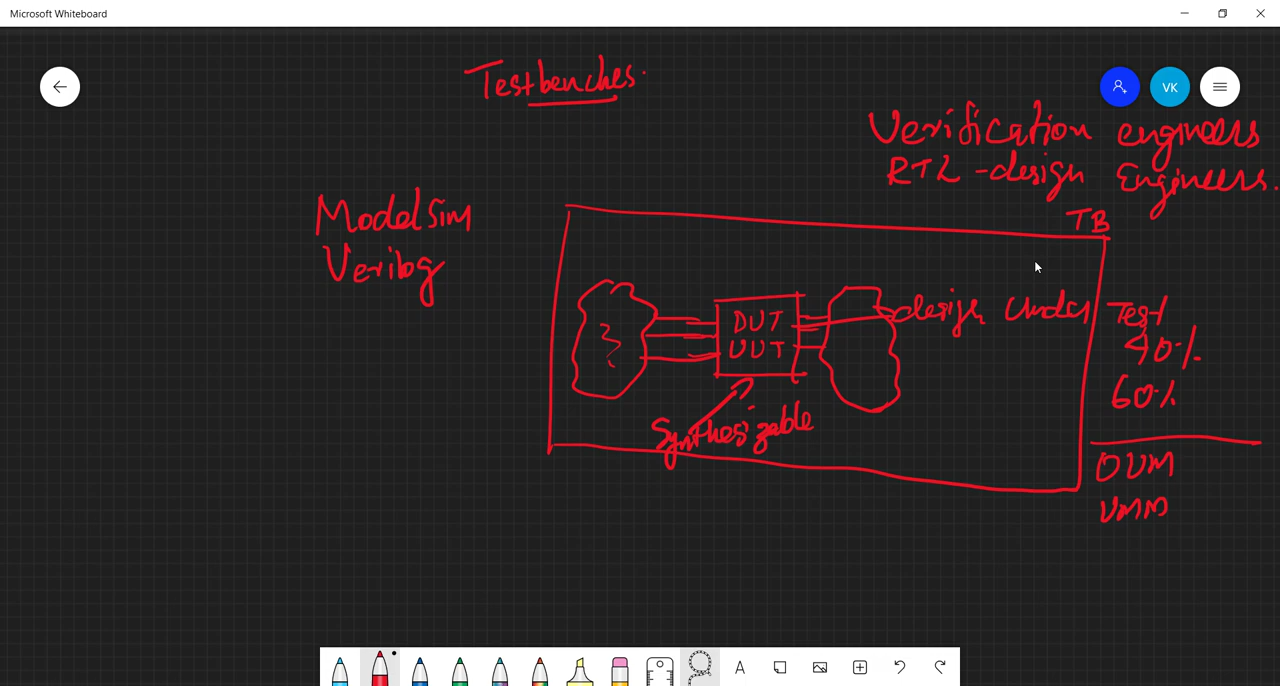 Microsoft Whiteboard
Testbenches.
VK
Verification engineers
RTL -design Engineers.
ModelSim
Verilog
TB
DUT
UUT
design under Test
40%
60%
Synthesizable
OVM
VMM
A